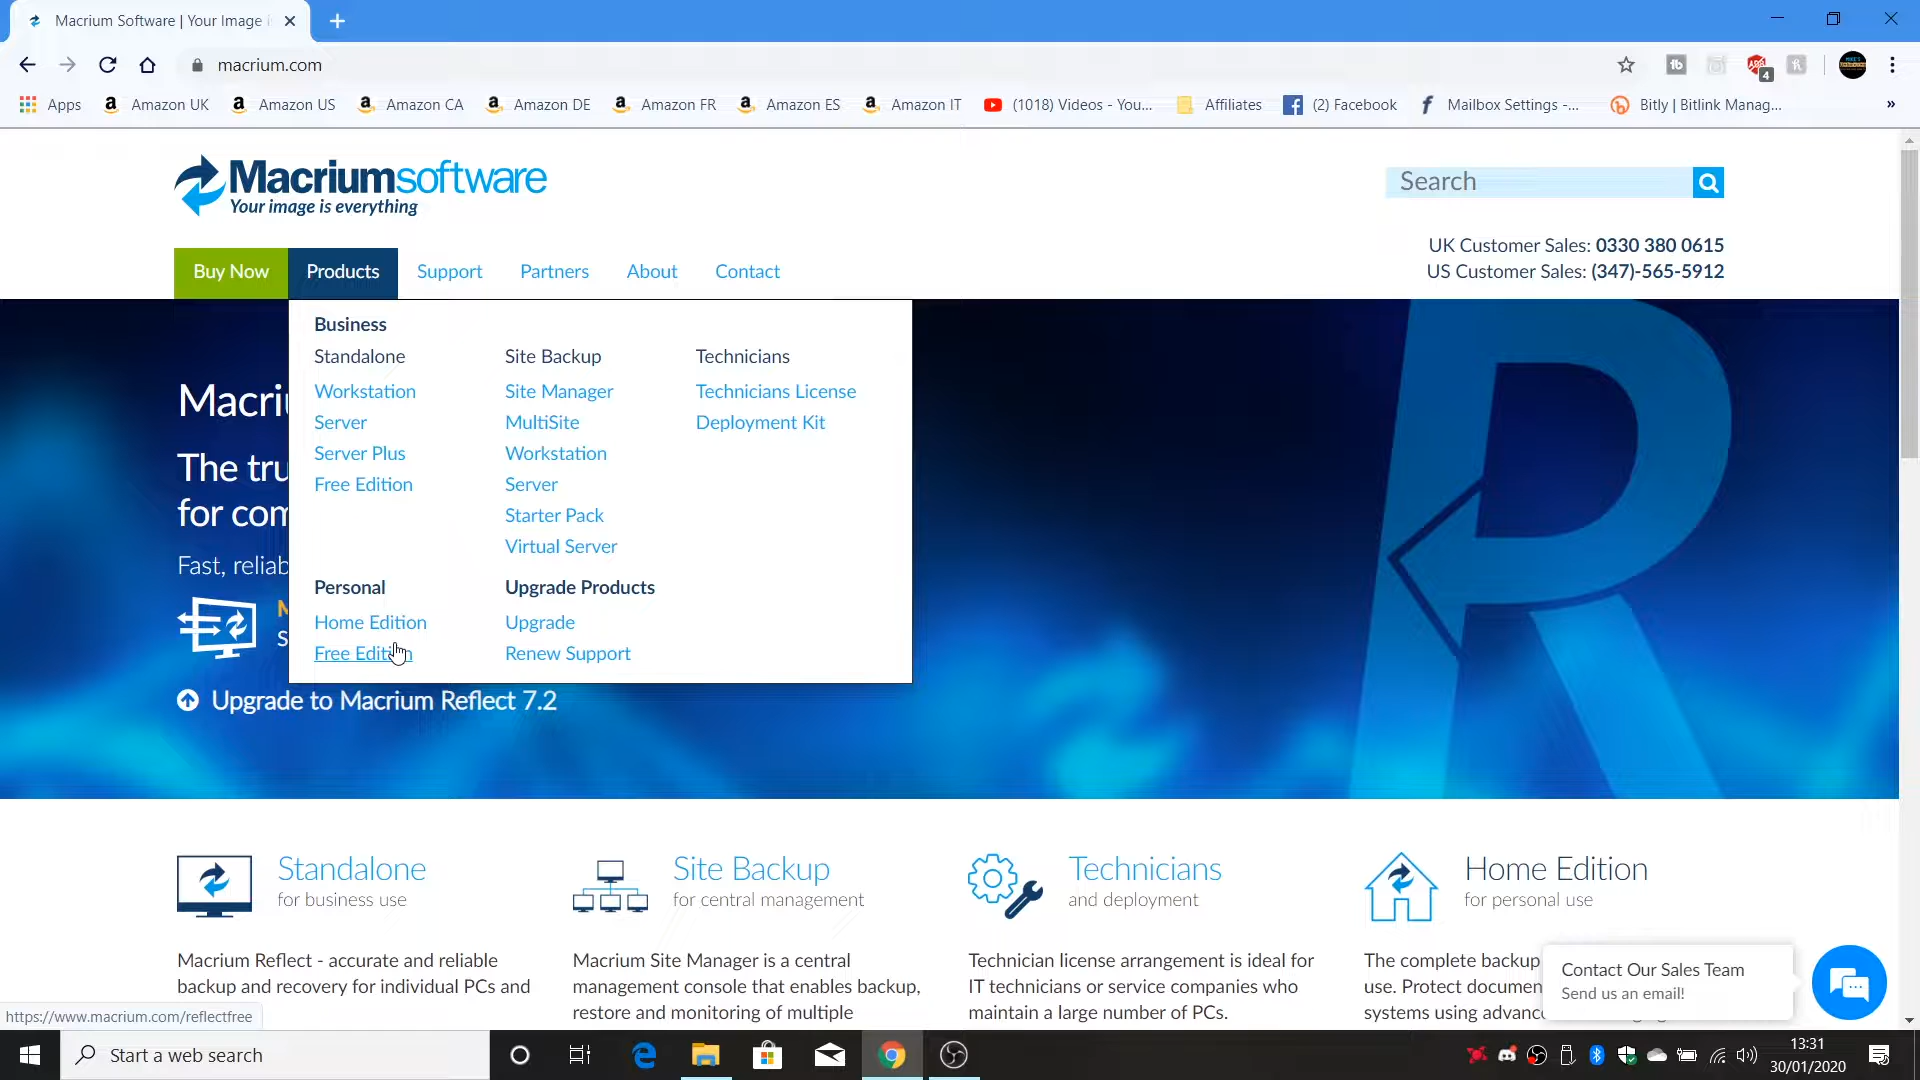 Macrium Software | Your Image i
macrium.com
4
Apps
Amazon UK
Amazon US
Amazon CA
Amazon DE
Amazon FR
Amazon ES
Amazon IT
(1018) Videos - You...
Affiliates
(2) Facebook
Mailbox Settings -...
Bitly | Bitlink Manag...
»
Macriumsoftware
Your image is everything
Search
UK Customer Sales: 0330 380 0615
US Customer Sales: (347)-565-5912
Buy Now
Products
Support
Partners
About
Contact
Business
Standalone
Workstation
Server
Server Plus
Free Edition
Site Backup
Site Manager
MultiSite
Workstation
Server
Starter Pack
Virtual Server
Technicians
Technicians License
Deployment Kit
Personal
Home Edition
Free Edition
Upgrade Products
Upgrade
Renew Support
Macri
The tru
for com
Fast, reliab
M
S
Upgrade to Macrium Reflect 7.2
R
Standalone
for business use
Macrium Reflect - accurate and reliable
backup and recovery for individual PCs and
Site Backup
for central management
Macrium Site Manager is a central
management console that enables backup,
restore and monitoring of multiple
Technicians
and deployment
Technician license arrangement is ideal for
IT technicians or service companies who
maintain a large number of PCs.
Home Edition
for personal use
The complete backup
use. Protect documen
systems using advanc
Contact Our Sales Team
Send us an email!
https://www.macrium.com/reflectfree
Start a web search
13:31
30/01/2020